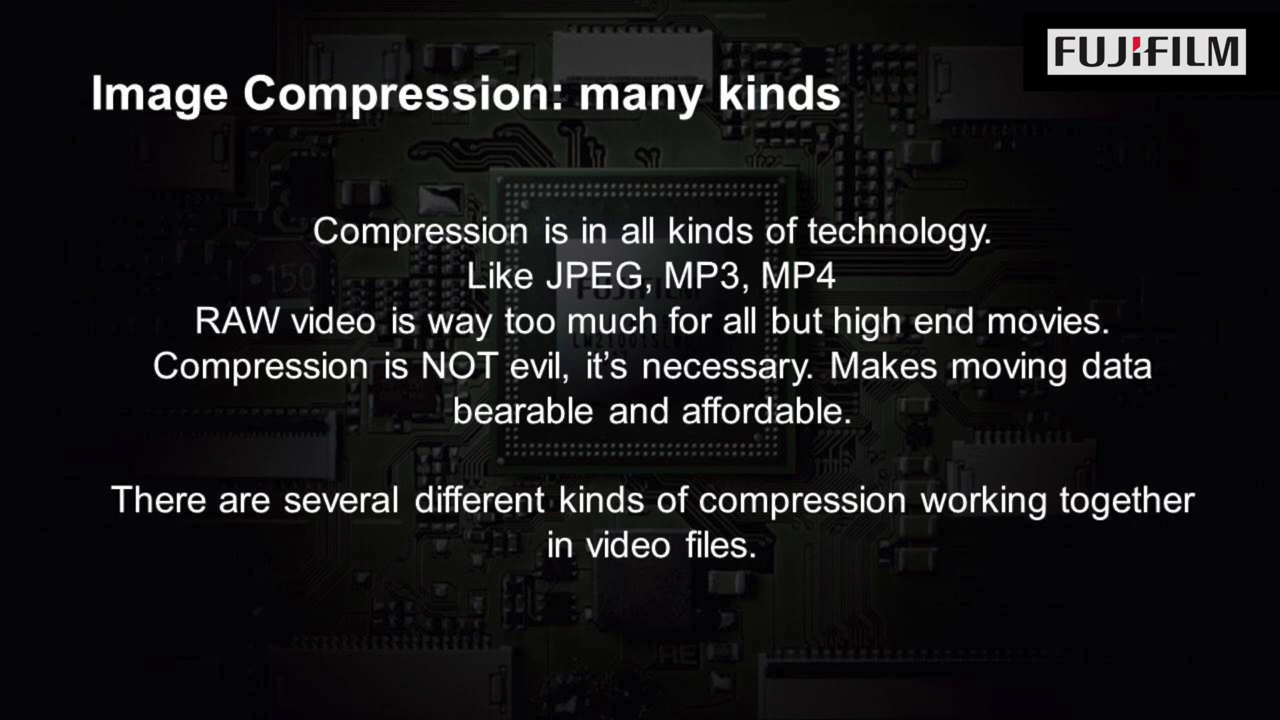 FUJIFILM
Image Compression: many kinds
Compression is in all kinds of technology.
Like JPEG, MP3, MP4
RAW video is way too much for all but high end movies.
Compression is NOT evil, it’s necessary. Makes moving data
bearable and affordable.
There are several different kinds of compression working together
in video files.
150
FUJIFILM